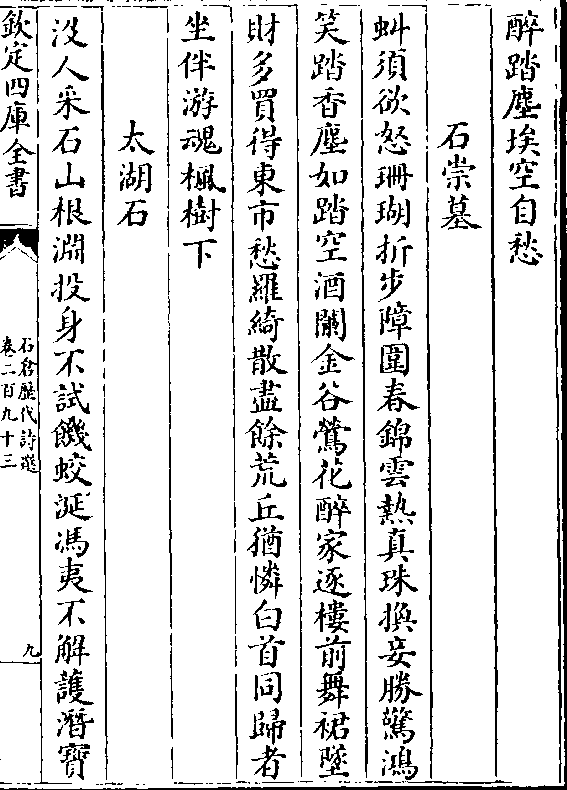 醉踏塵埃空自愁
石崇墓
虯須欲怒珊瑚折步障圍春錦雲熱真珠換妾勝驚鴻
笑踏香塵如踏空酒闌金谷鶯花醉家逐樓前舞裙墜
財多買得東市愁羅綺散盡餘荒丘猶憐白首同歸者
坐伴游魂楓樹下
太湖石
沒人采石山根淵投身不試饑蛟涎馮夷不解護潛寶
欽定四庫全書
石倉歷代詩選
卷二百九十三
九